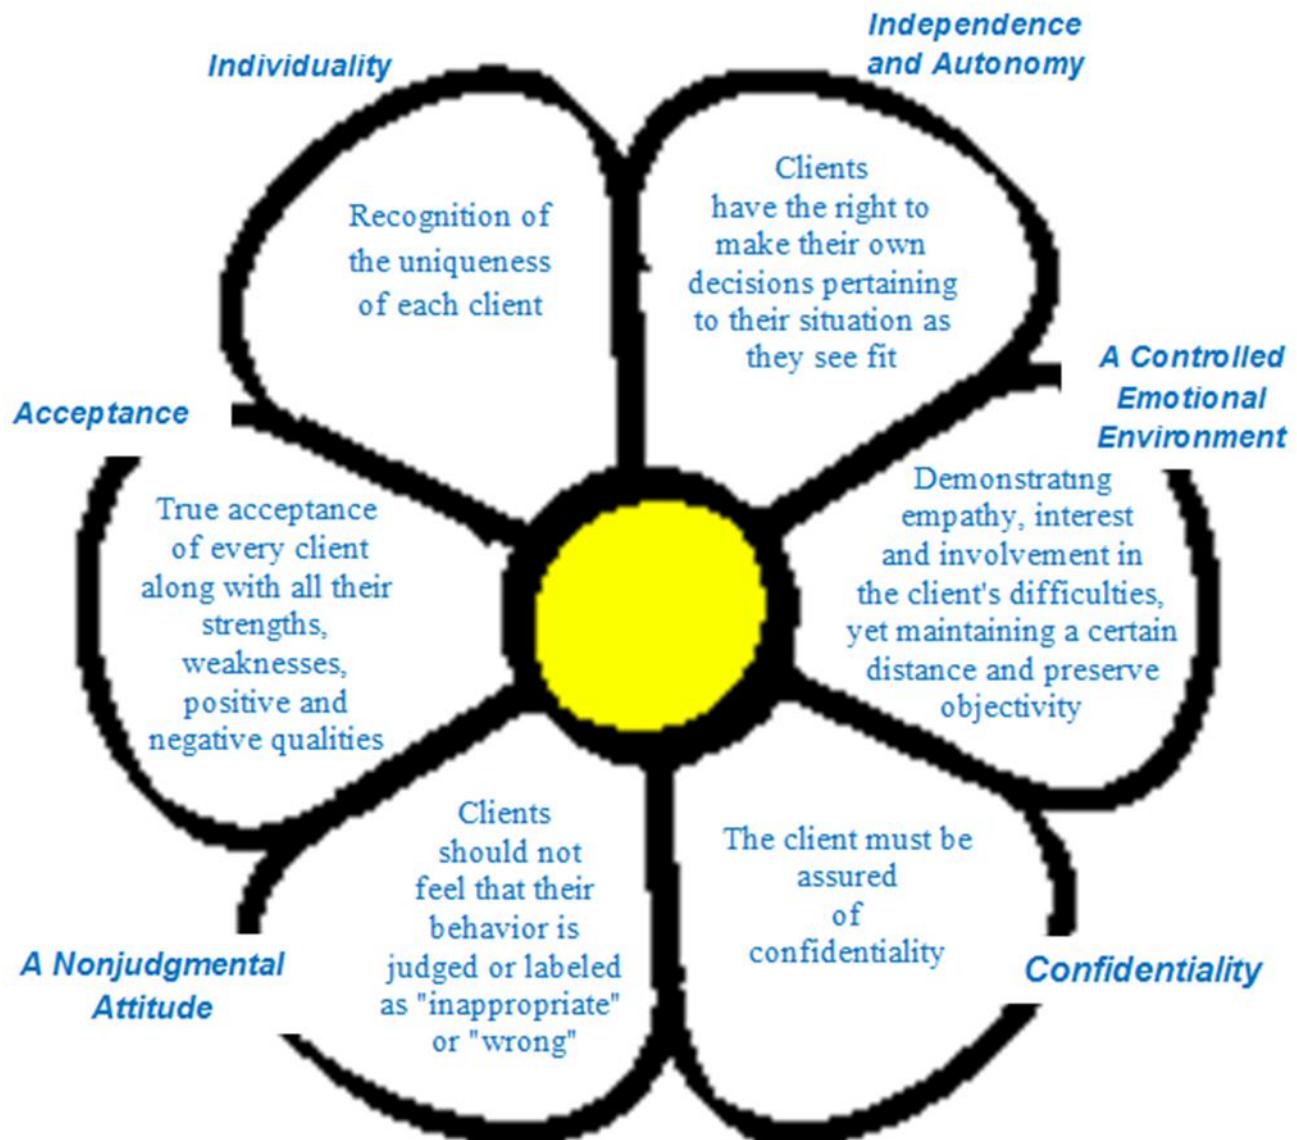 Individuality
Recognition of
the uniqueness
of each client
Independence
and Autonomy
Clients
have the right to
make their own
decisions pertaining
to their situation as
they see fit
A Controlled
Emotional
Environment
Demonstrating
empathy, interest
and involvement in
the client's difficulties,
yet maintaining a certain
distance and preserve
objectivity
Acceptance
True acceptance
of every client
along with all their
strengths,
weaknesses,
positive and
negative qualities
A Nonjudgmental
Attitude
Clients
should not
feel that their
behavior is
judged or labeled
as "inappropriate"
or "wrong"
The client must be
assured
of
confidentiality
Confidentiality